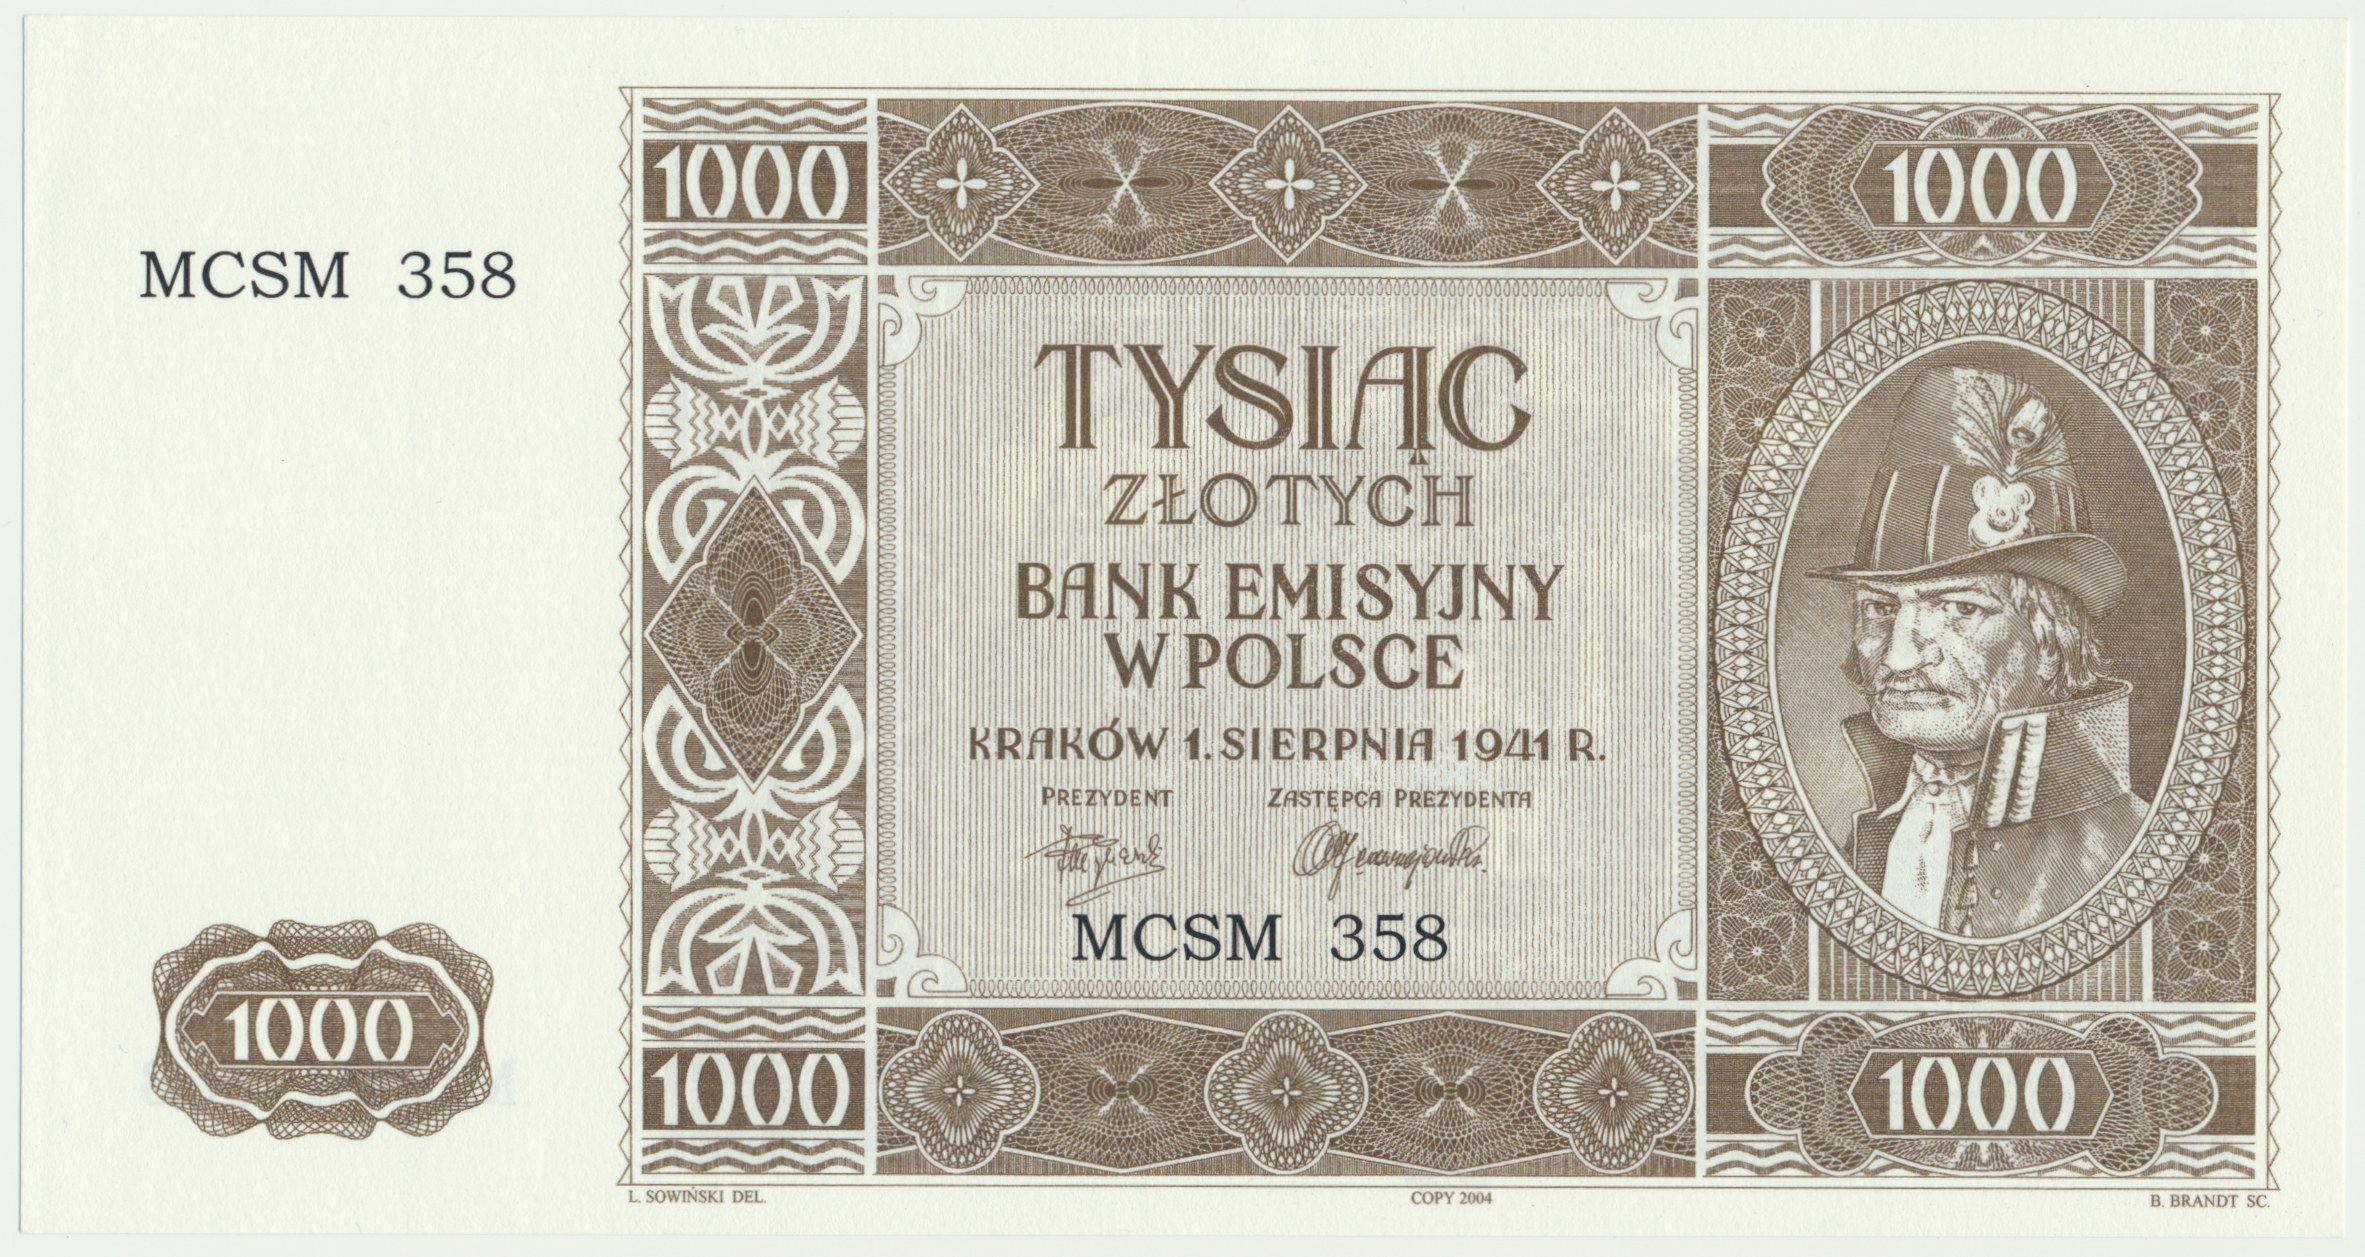 1000
1000
MCSM 358
TYSIĄC
ZŁOTYCH
BANK EMISYJNY
W POLSCE
KRAKÓW 1. SIERPNIA 1941 R.
PREZYDENT ZASTĘPCA PREZYDENTA
MCSM 358
1000
1000
1000
L. SOWIŃSKI DEL.
COPY 2004
B. BRANDT SC.